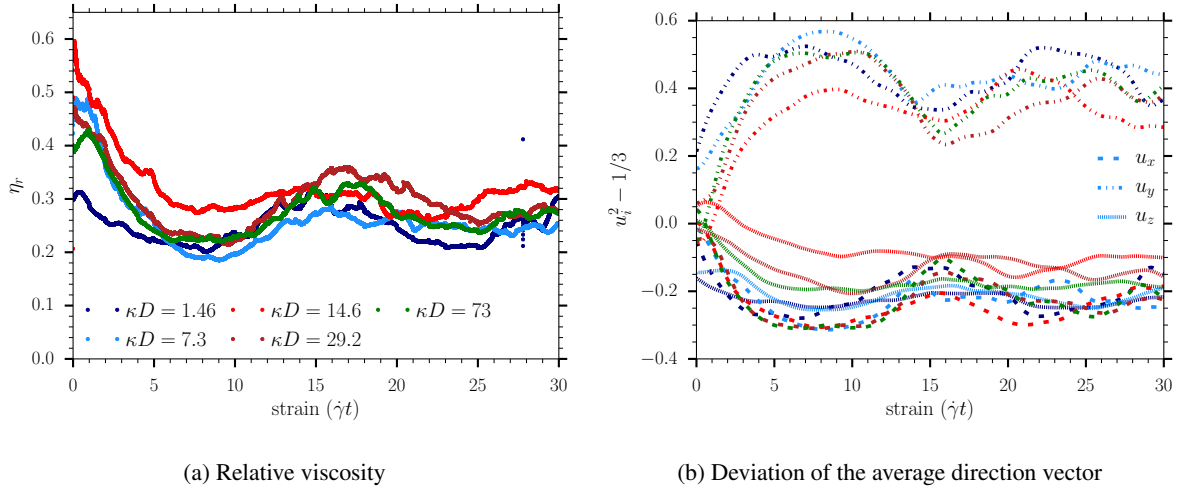 0.6
0.5
0.4
0.3
0.2
0.1
0.0
η_r
κD = 1.46
κD = 14.6
κD = 73
κD = 7.3
κD = 29.2
0 5 10 15 20 25 30
strain (γ̇t)
(a) Relative viscosity
0.6
0.4
0.2
0.0
−0.2
−0.4
u_i^2 − 1/3
u_x
u_y
u_z
0 5 10 15 20 25 30
strain (γ̇t)
(b) Deviation of the average direction vector